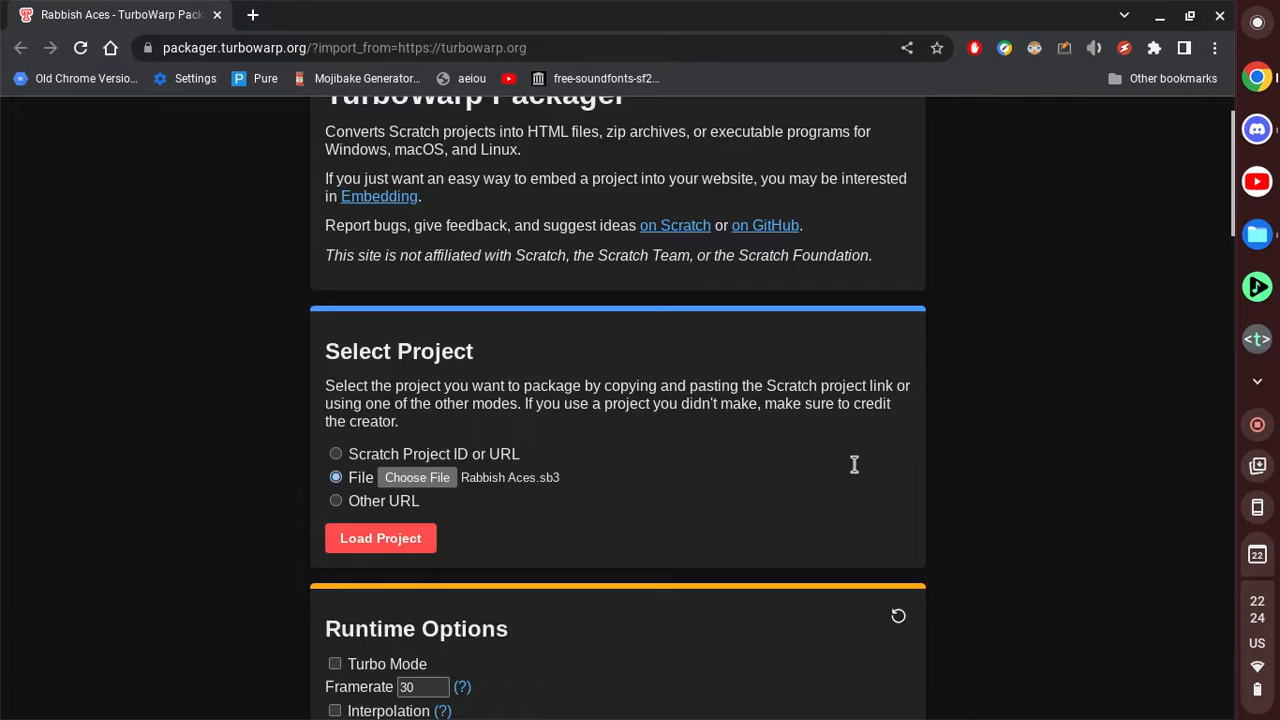 Rabbish Aces - TurboWarp Pack
packager.turbowarp.org/?import_from=https://turbowarp.org
Old Chrome Versio...
Settings
Pure
Mojibake Generator...
aeiou
free-soundfonts-sf2...
Other bookmarks
TurboWarp Packager
Converts Scratch projects into HTML files, zip archives, or executable programs for
Windows, macOS, and Linux.
If you just want an easy way to embed a project into your website, you may be interested
in Embedding.
Report bugs, give feedback, and suggest ideas on Scratch or on GitHub.
This site is not affiliated with Scratch, the Scratch Team, or the Scratch Foundation.
Select Project
Select the project you want to package by copying and pasting the Scratch project link or
using one of the other modes. If you use a project you didn't make, make sure to credit
the creator.
Scratch Project ID or URL
File Choose File Rabbish Aces.sb3
Other URL
Load Project
Runtime Options
Turbo Mode
Framerate 30 (?)
Interpolation (?)
<t>
22
22
24
US